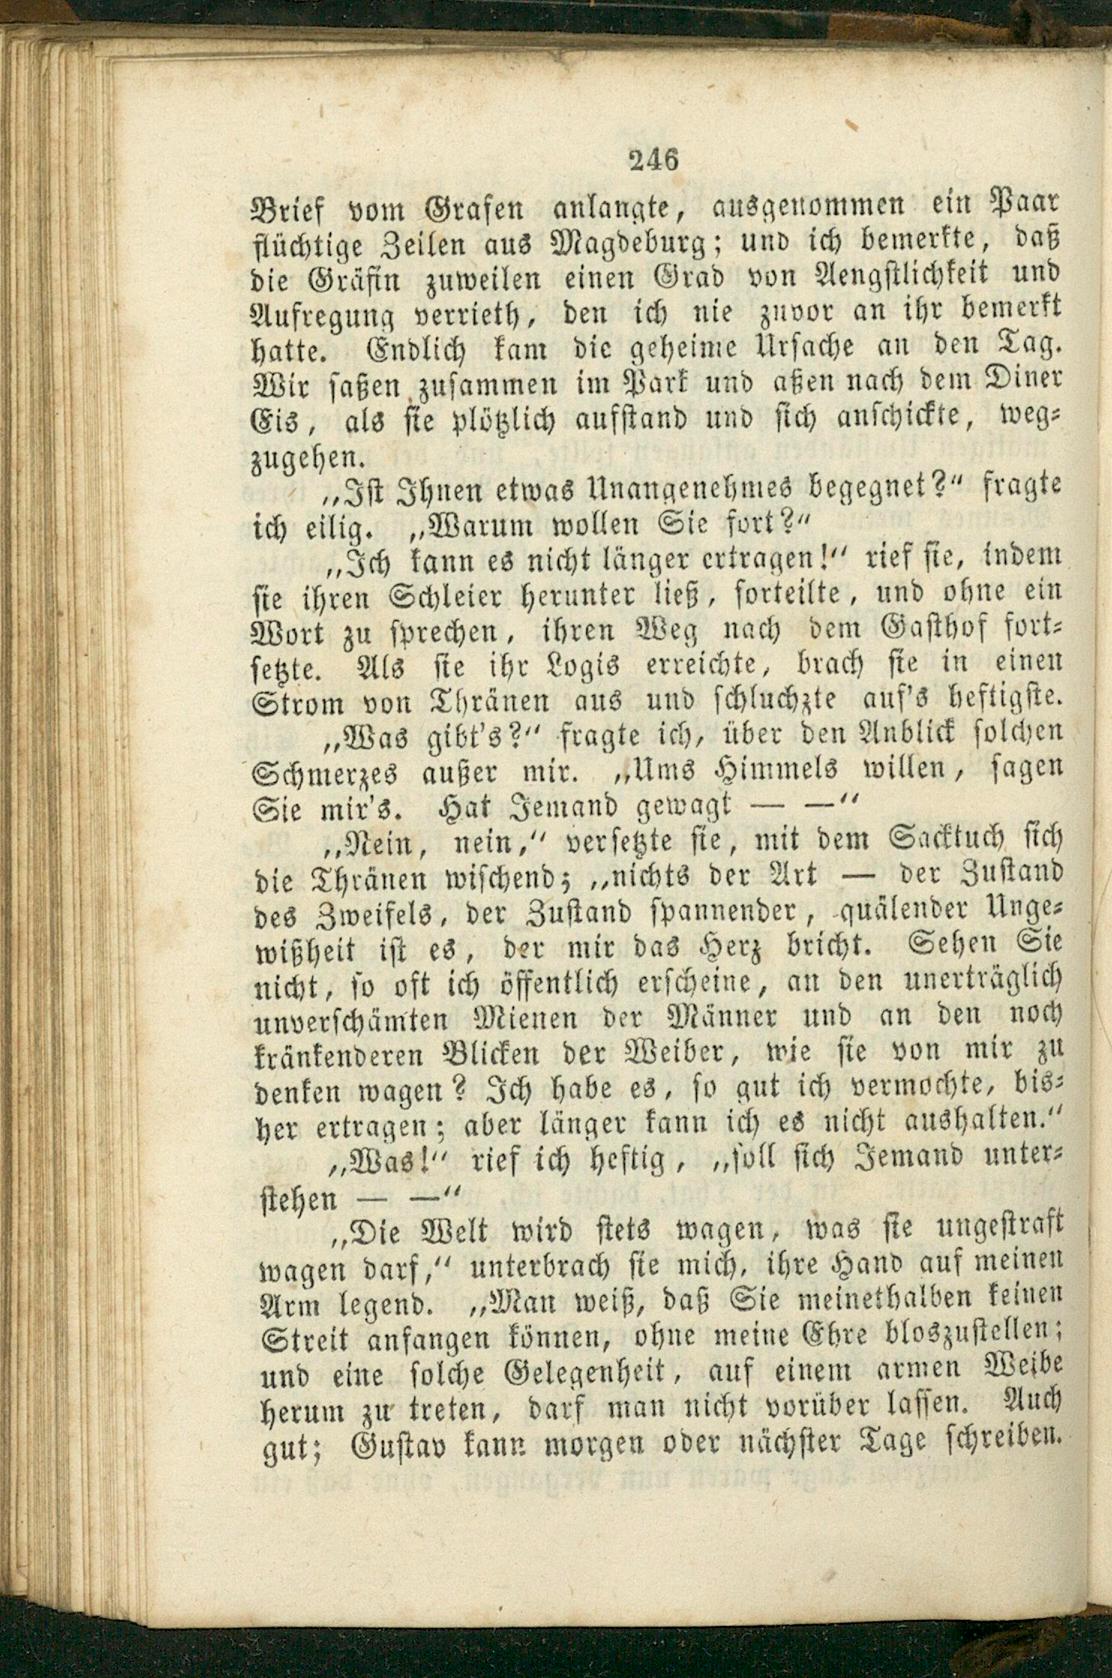 246
Brief vom Grafen anlangte, ausgenommen ein Paar
flüchtige Zeilen aus Magdeburg; und ich bemerkte, daß
die Gräfin zuweilen einen Grad von Aengstlichkeit und
Aufregung verrieth, den ich nie zuvor an ihr bemerkt
hatte. Endlich kam die geheime Ursache an den Tag.
Wir saßen zusammen im Park und aßen nach dem Diner
Eis, als sie plötzlich aufstand und sich anschickte, weg-
zugehen.
„Ist Ihnen etwas Unangenehmes begegnet?“ fragte
ich eilig. „Warum wollen Sie fort?“
„Ich kann es nicht länger ertragen!“ rief sie, indem
sie ihren Schleier herunter ließ, forteilte, und ohne ein
Wort zu sprechen, ihren Weg nach dem Gasthof fort-
setzte. Als sie ihr Logis erreichte, brach sie in einen
Strom von Thränen aus und schluchzte auf's heftigste.
„Was gibt's?“ fragte ich, über den Anblick solchen
Schmerzes außer mir. „Ums Himmels willen, sagen
Sie mir's. Hat Jemand gewagt — —“
„Nein, nein,“ versetzte sie, mit dem Sacktuch sich
die Thränen wischend; „nichts der Art — der Zustand
des Zweifels, der Zustand spannender, quälender Unge-
wißheit ist es, der mir das Herz bricht. Sehen Sie
nicht, so oft ich öffentlich erscheine, an den unerträglich
unverschämten Mienen der Männer und an den noch
kränkenderen Blicken der Weiber, wie sie von mir zu
denken wagen? Ich habe es, so gut ich vermochte, bis-
her ertragen; aber länger kann ich es nicht aushalten.“
„Was!“ rief ich heftig, „soll sich Jemand unter-
stehen — —“
„Die Welt wird stets wagen, was sie ungestraft
wagen darf,“ unterbrach sie mich, ihre Hand auf meinen
Arm legend. „Man weiß, daß Sie meinethalben keinen
Streit anfangen können, ohne meine Ehre bloszustellen;
und eine solche Gelegenheit, auf einem armen Weibe
herum zu treten, darf man nicht vorüber lassen. Auch
gut; Gustav kann morgen oder nächster Tage schreiben.